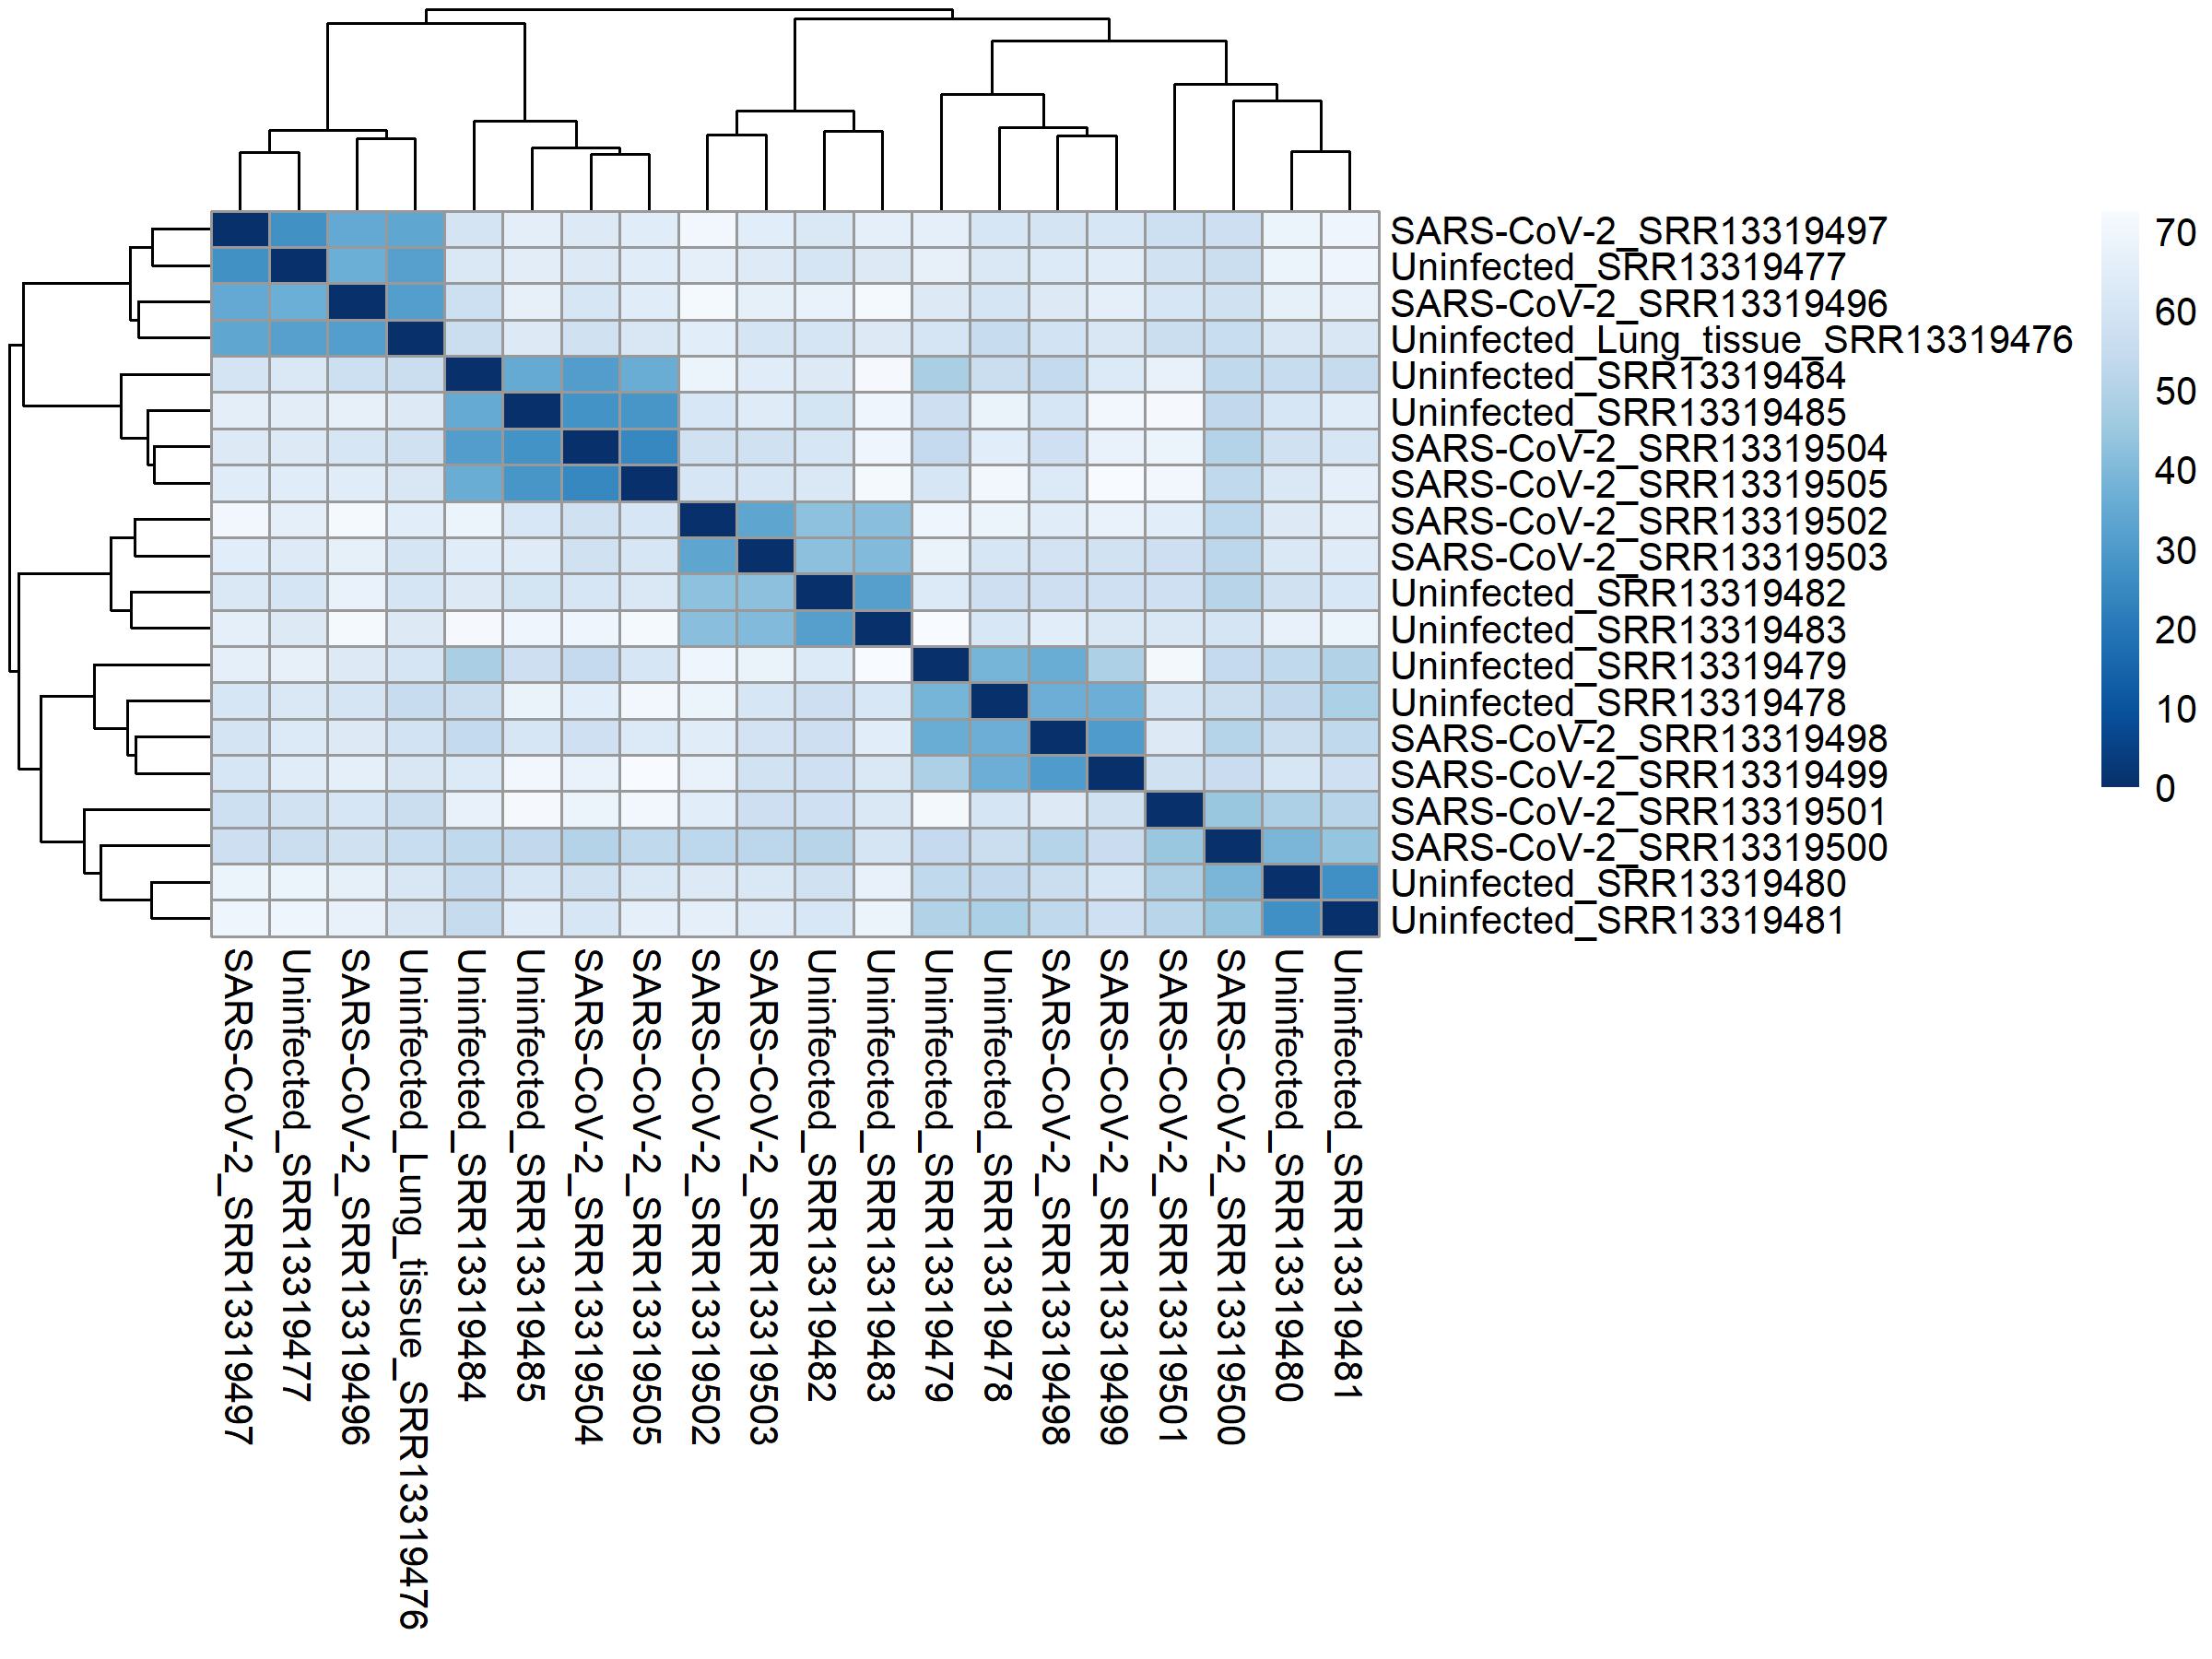 SARS-CoV-2_SRR13319497
Uninfected_SRR13319477
SARS-CoV-2_SRR13319496
Uninfected_Lung_tissue_SRR13319476
Uninfected_SRR13319484
Uninfected_SRR13319485
SARS-CoV-2_SRR13319504
SARS-CoV-2_SRR13319505
SARS-CoV-2_SRR13319502
SARS-CoV-2_SRR13319503
Uninfected_SRR13319482
Uninfected_SRR13319483
Uninfected_SRR13319479
Uninfected_SRR13319478
SARS-CoV-2_SRR13319498
SARS-CoV-2_SRR13319499
SARS-CoV-2_SRR13319501
SARS-CoV-2_SRR13319500
Uninfected_SRR13319480
Uninfected_SRR13319481
70
60
50
40
30
20
10
0
SARS-CoV-2_SRR13319497
Uninfected_SRR13319477
SARS-CoV-2_SRR13319496
Uninfected_Lung_tissue_SRR13319476
Uninfected_SRR13319484
Uninfected_SRR13319485
SARS-CoV-2_SRR13319504
SARS-CoV-2_SRR13319505
SARS-CoV-2_SRR13319502
SARS-CoV-2_SRR13319503
Uninfected_SRR13319482
Uninfected_SRR13319483
Uninfected_SRR13319479
Uninfected_SRR13319478
SARS-CoV-2_SRR13319498
SARS-CoV-2_SRR13319499
SARS-CoV-2_SRR13319501
SARS-CoV-2_SRR13319500
Uninfected_SRR13319480
Uninfected_SRR13319481